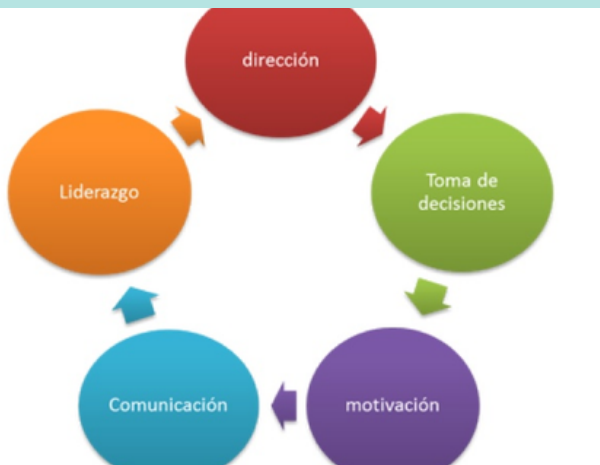 dirección
Toma de
decisiones
motivación
Comunicación
Liderazgo